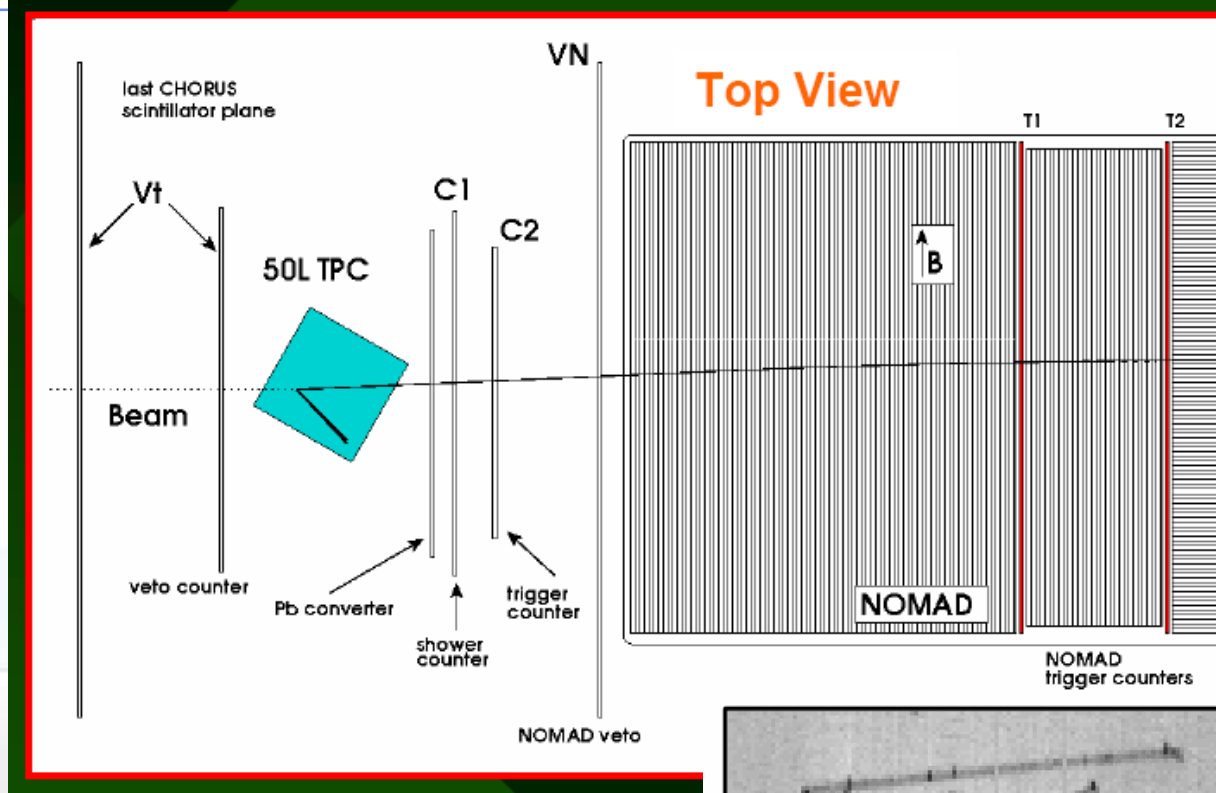 VN
Top View
last CHORUS
scintillator plane
T1
T2
Vt
C1
C2
50L TPC
B
Beam
veto counter
Pb converter
trigger
counter
NOMAD
shower
counter
NOMAD
trigger counters
NOMAD veto